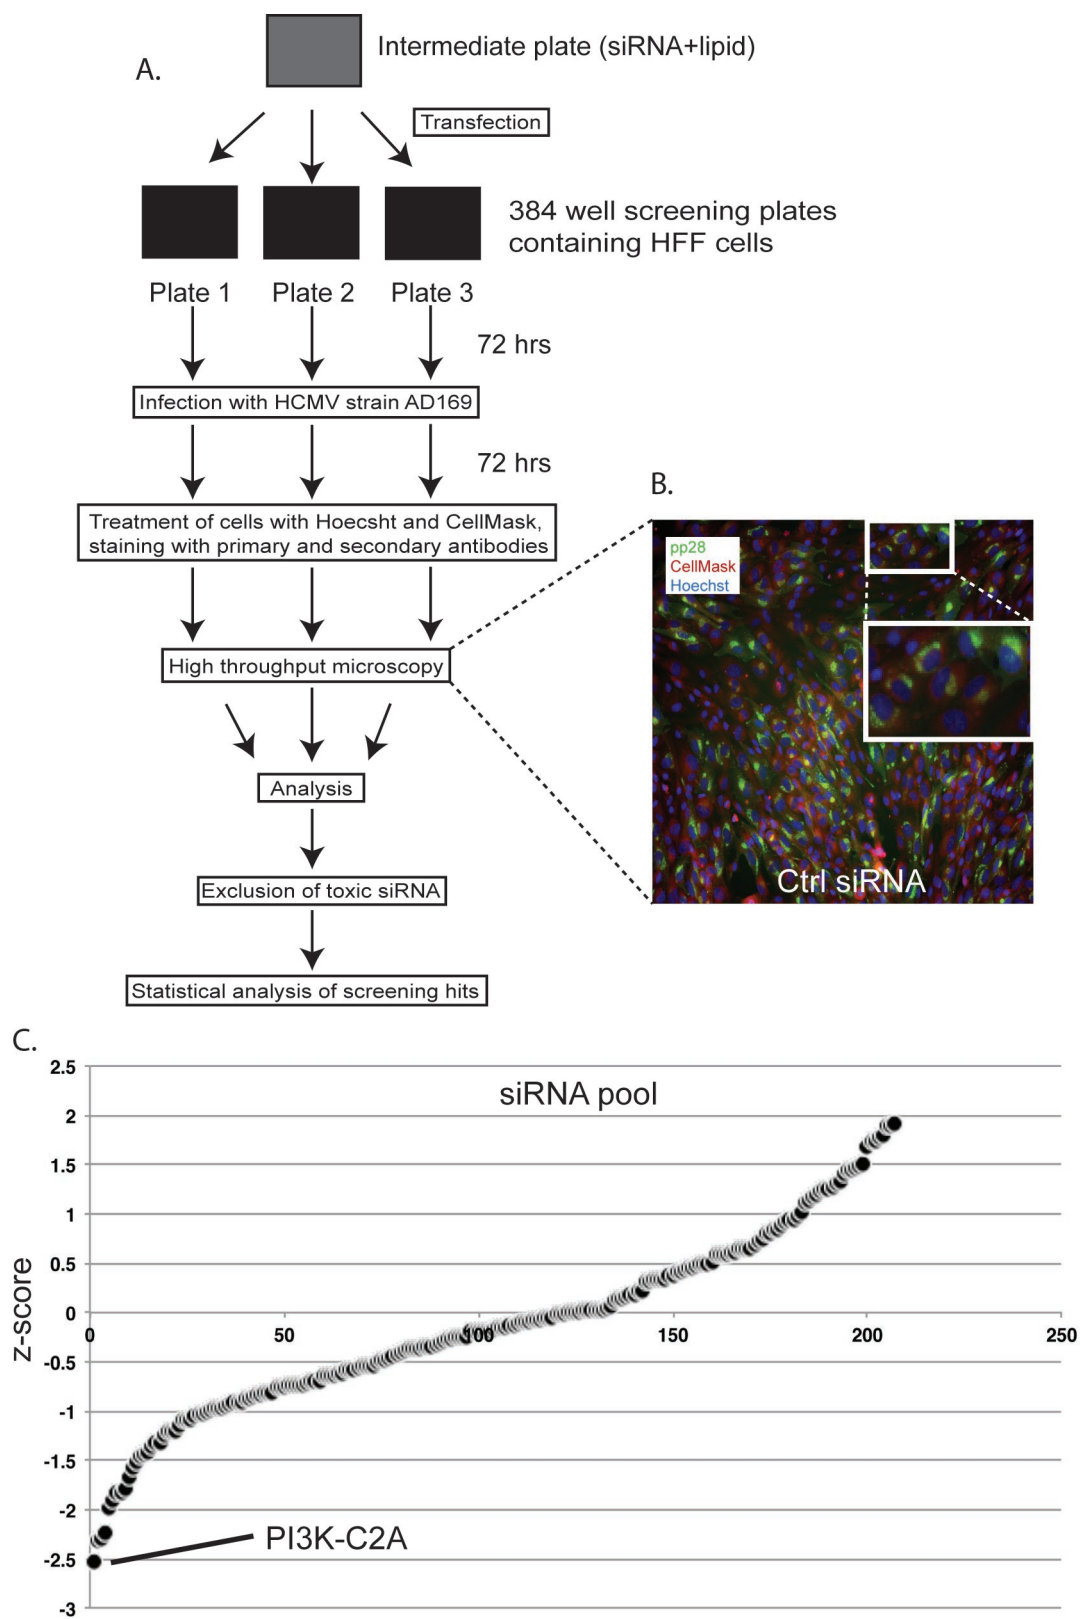 A.
Intermediate plate (siRNA+lipid)
Transfection
384 well screening plates
containing HFF cells
Plate 1
Plate 2
Plate 3
72 hrs
Infection with HCMV strain AD169
72 hrs
Treatment of cells with Hoecsht and CellMask,
staining with primary and secondary antibodies
High throughput microscopy
Analysis
Exclusion of toxic siRNA
Statistical analysis of screening hits
B.
pp28
CellMask
Hoechst
Ctrl siRNA
C.
siRNA pool
z-score
2.5
2
1.5
1
0.5
0
-0.5
-1
-1.5
-2
-2.5
-3
0
50
100
150
200
250
PI3K-C2A